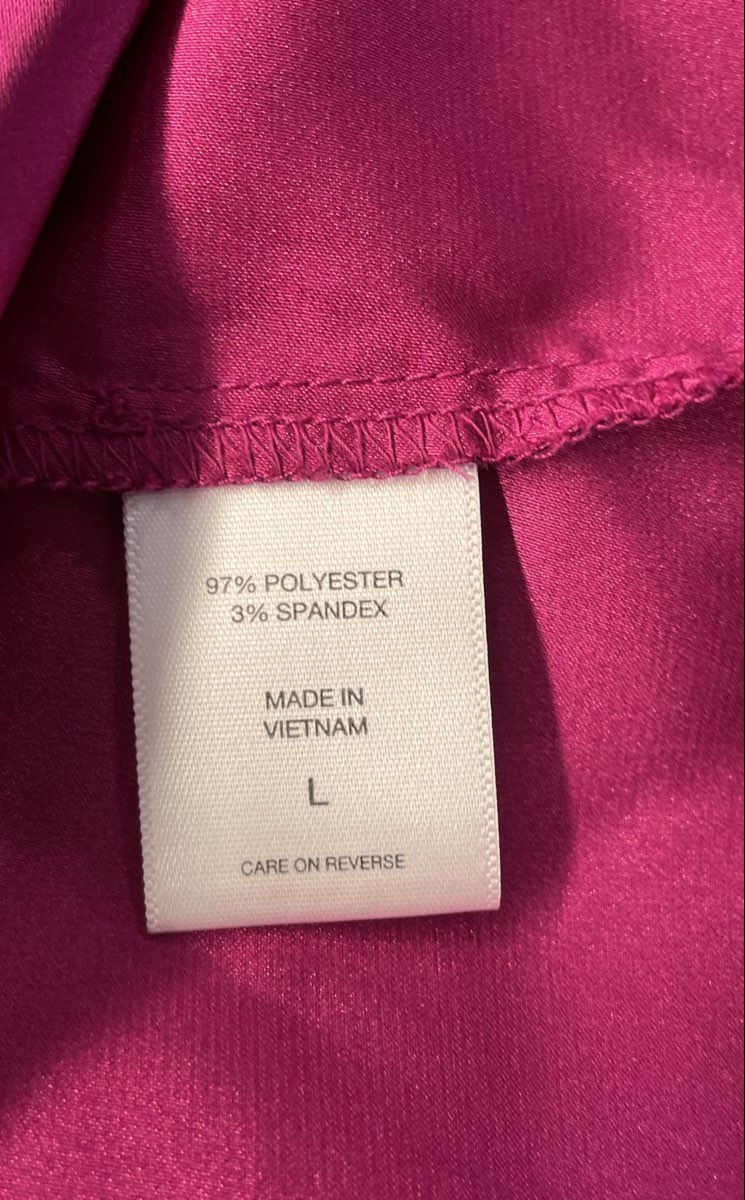 97% POLYESTER
3% SPANDEX
MADE IN
VIETNAM
L
CARE ON REVERSE